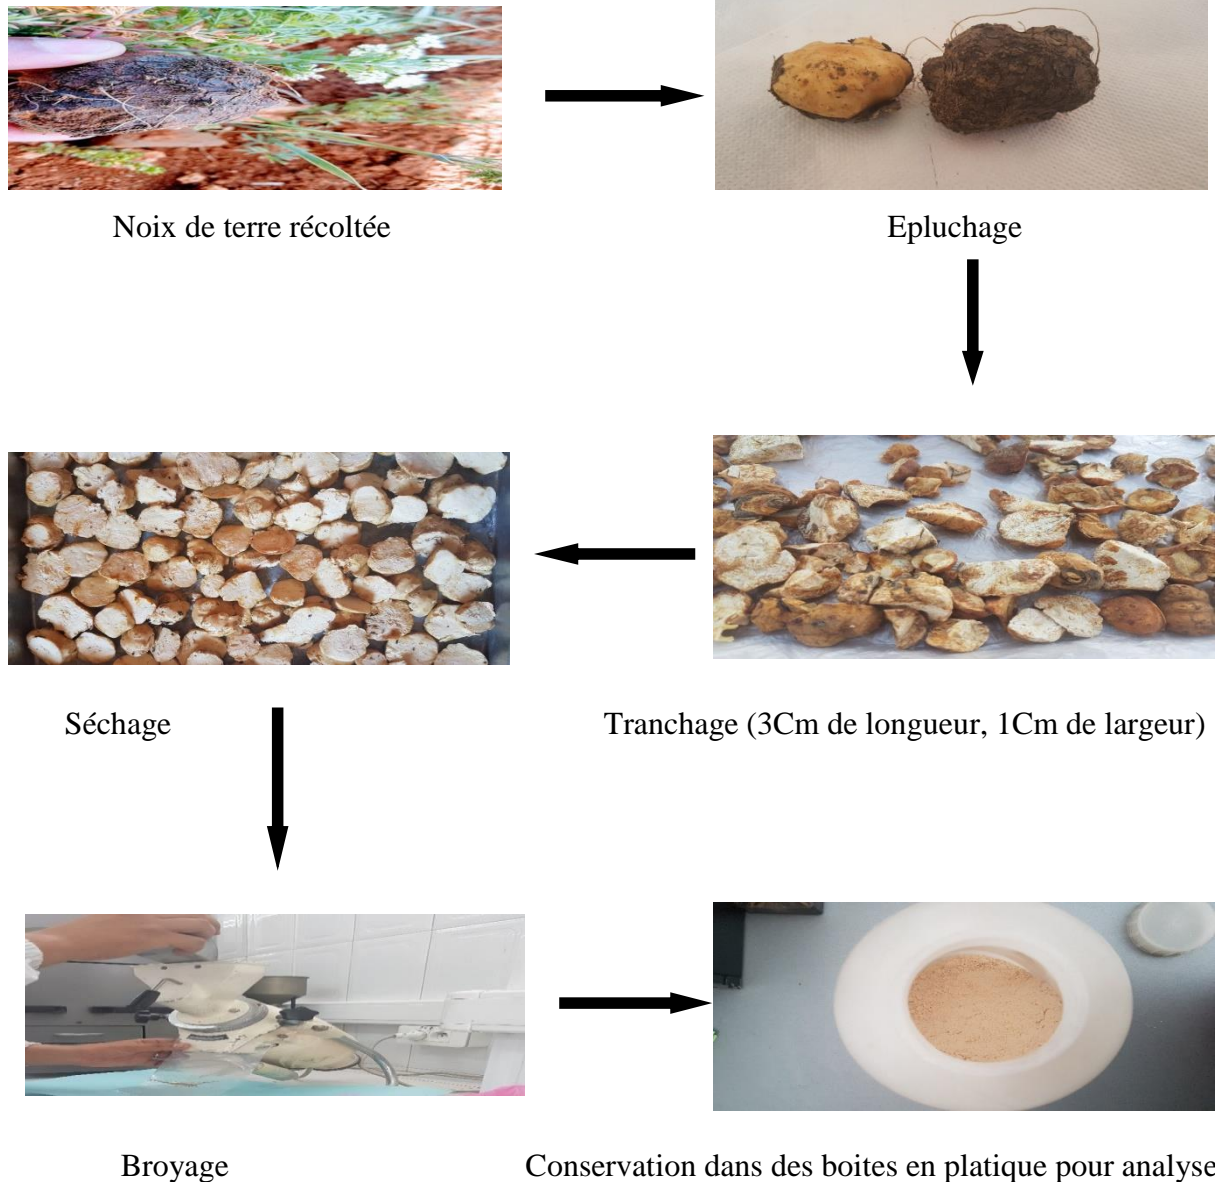 Noix de terre récoltée
Epluchage
Séchage
Tranchage (3Cm de longueur, 1Cm de largeur)
Broyage
Conservation dans des boites en platique pour analyse